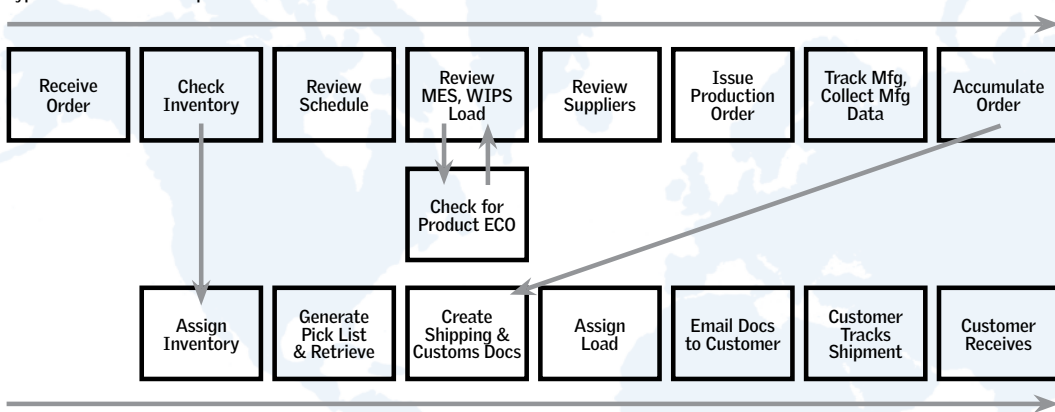 Receive
Order
Check
Inventory
Review
Schedule
Review
MES, WIPS
Load
Review
Suppliers
Issue
Production
Order
Track Mfg,
Collect Mfg
Data
Accumulate
Order
Check for
Product ECO
Assign
Inventory
Generate
Pick List
& Retrieve
Create
Shipping &
Customs Docs
Assign
Load
Email Docs
to Customer
Customer
Tracks
Shipment
Customer
Receives